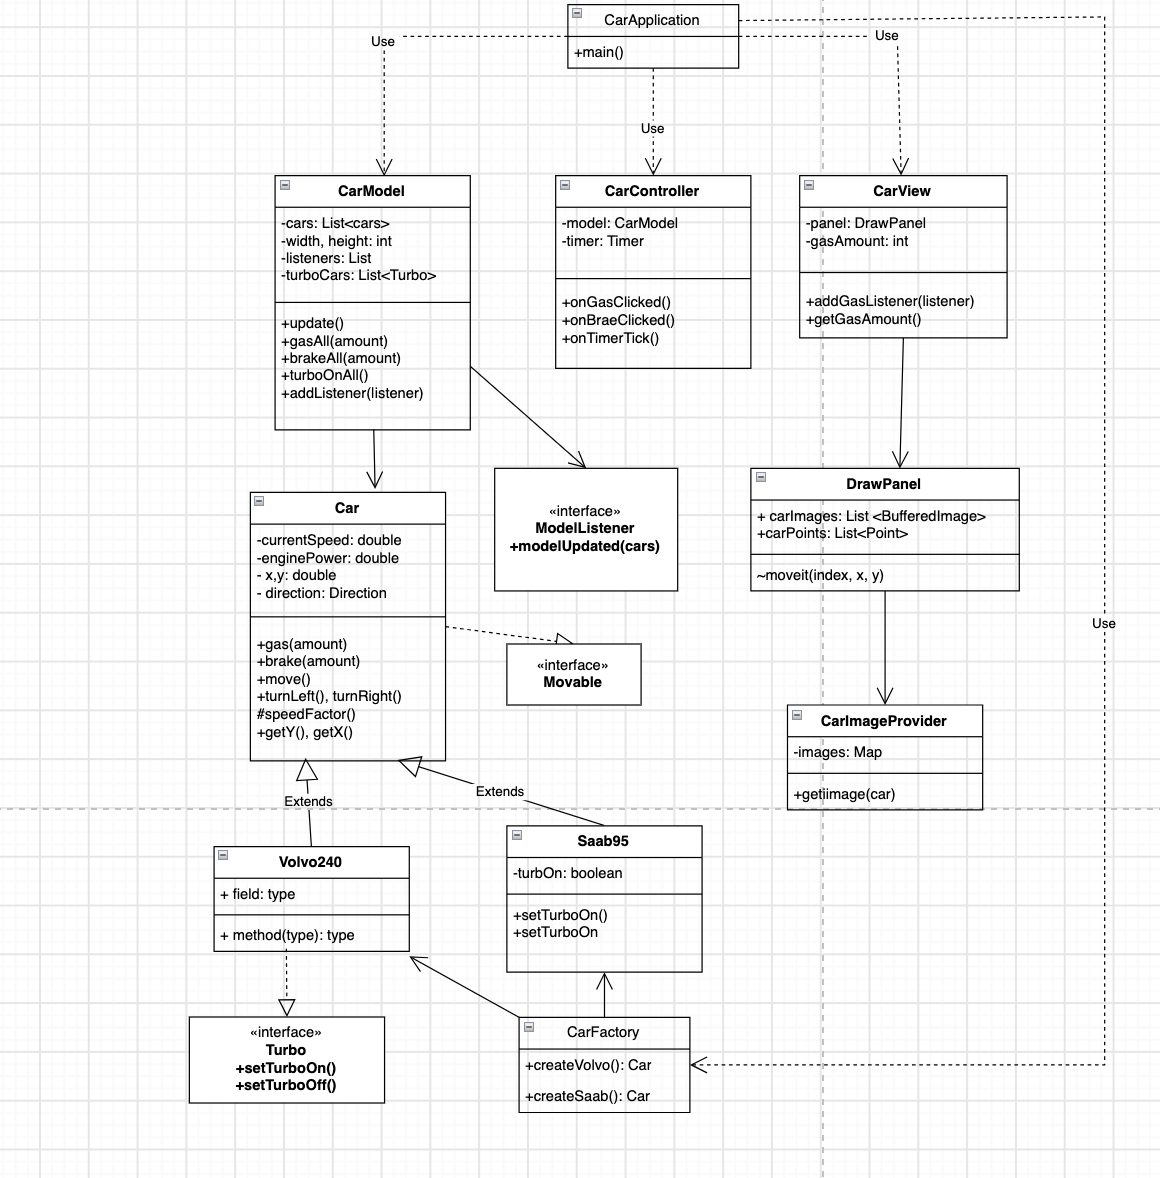 CarApplication
+main()
Use
Use
Use
CarModel
-cars: List<cars>
-width, height: int
-listeners: List
-turboCars: List<Turbo>
+update()
+gasAll(amount)
+brakeAll(amount)
+turboOnAll()
+addListener(listener)
CarController
-model: CarModel
-timer: Timer
+onGasClicked()
+onBraeClicked()
+onTimerTick()
CarView
-panel: DrawPanel
-gasAmount: int
+addGasListener(listener)
+getGasAmount()
Car
-currentSpeed: double
-enginePower: double
- x,y: double
- direction: Direction
+gas(amount)
+brake(amount)
+move()
+turnLeft(), turnRight()
#speedFactor()
+getY(), getX()
«interface»
ModelListener
+modelUpdated(cars)
DrawPanel
+ carImages: List <BufferedImage>
+carPoints: List<Point>
~moveit(index, x, y)
Use
«interface»
Movable
CarImageProvider
-images: Map
+getiimage(car)
Extends
Extends
Volvo240
+ field: type
+ method(type): type
Saab95
-turbOn: boolean
+setTurboOn()
+setTurboOn
«interface»
Turbo
+setTurboOn()
+setTurboOff()
CarFactory
+createVolvo(): Car
+createSaab(): Car